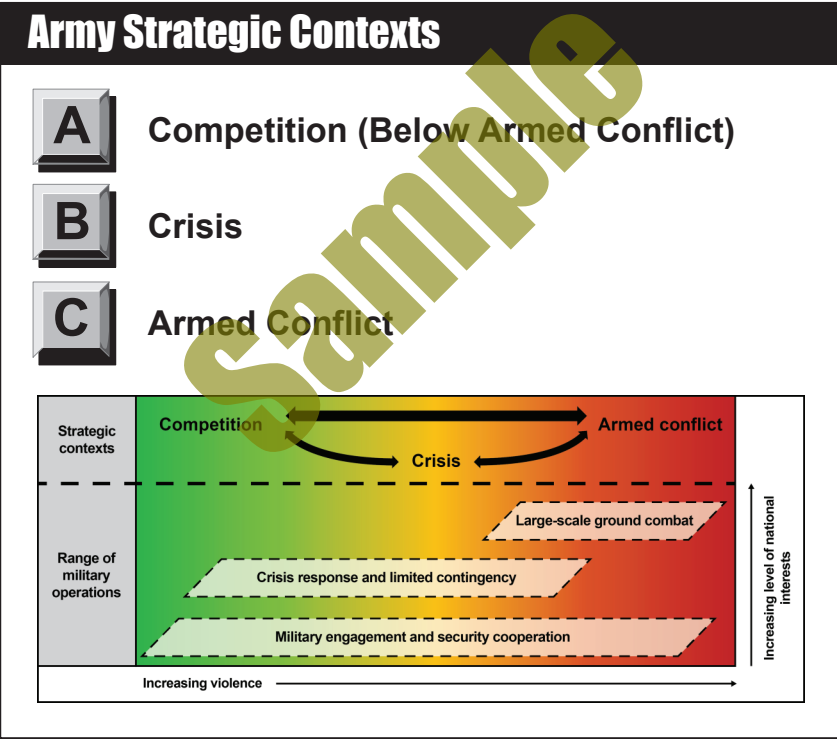 Army Strategic Contexts
A
Competition (Below Armed Conflict)
B
Crisis
C
Armed Conflict
Sample
Strategic
contexts
Competition
Armed conflict
Crisis
Range of
military
operations
Large-scale ground combat
Crisis response and limited contingency
Military engagement and security cooperation
Increasing level of national
interests
Increasing violence